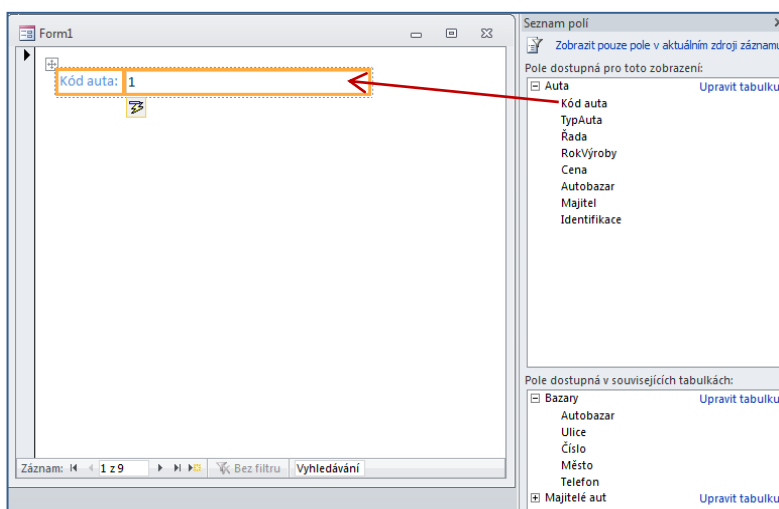 Form1
Kód auta: 1
Záznam: 1 z 9 Bez filtru Vyhledávání
Seznam polí
Zobrazit pouze pole v aktuálním zdroji záznamu
Pole dostupná pro toto zobrazení:
Auta Upravit tabulku
Kód auta
TypAuta
Řada
RokVýroby
Cena
Autobazar
Majitel
Identifikace
Pole dostupná v souvisejících tabulkách:
Bazary Upravit tabulku
Autobazar
Ulice
Číslo
Město
Telefon
Majitelé aut Upravit tabulku